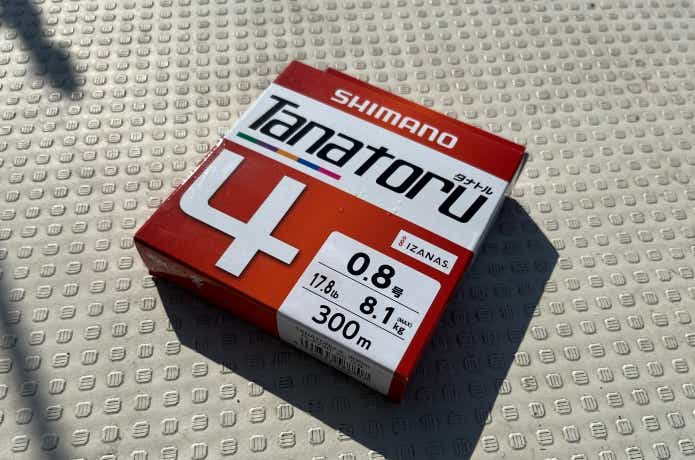 SHIMANO
Tanatoru
タナトル
4
IZANAS
0.8号
17.8lb 8.1kg (MAX)
300m